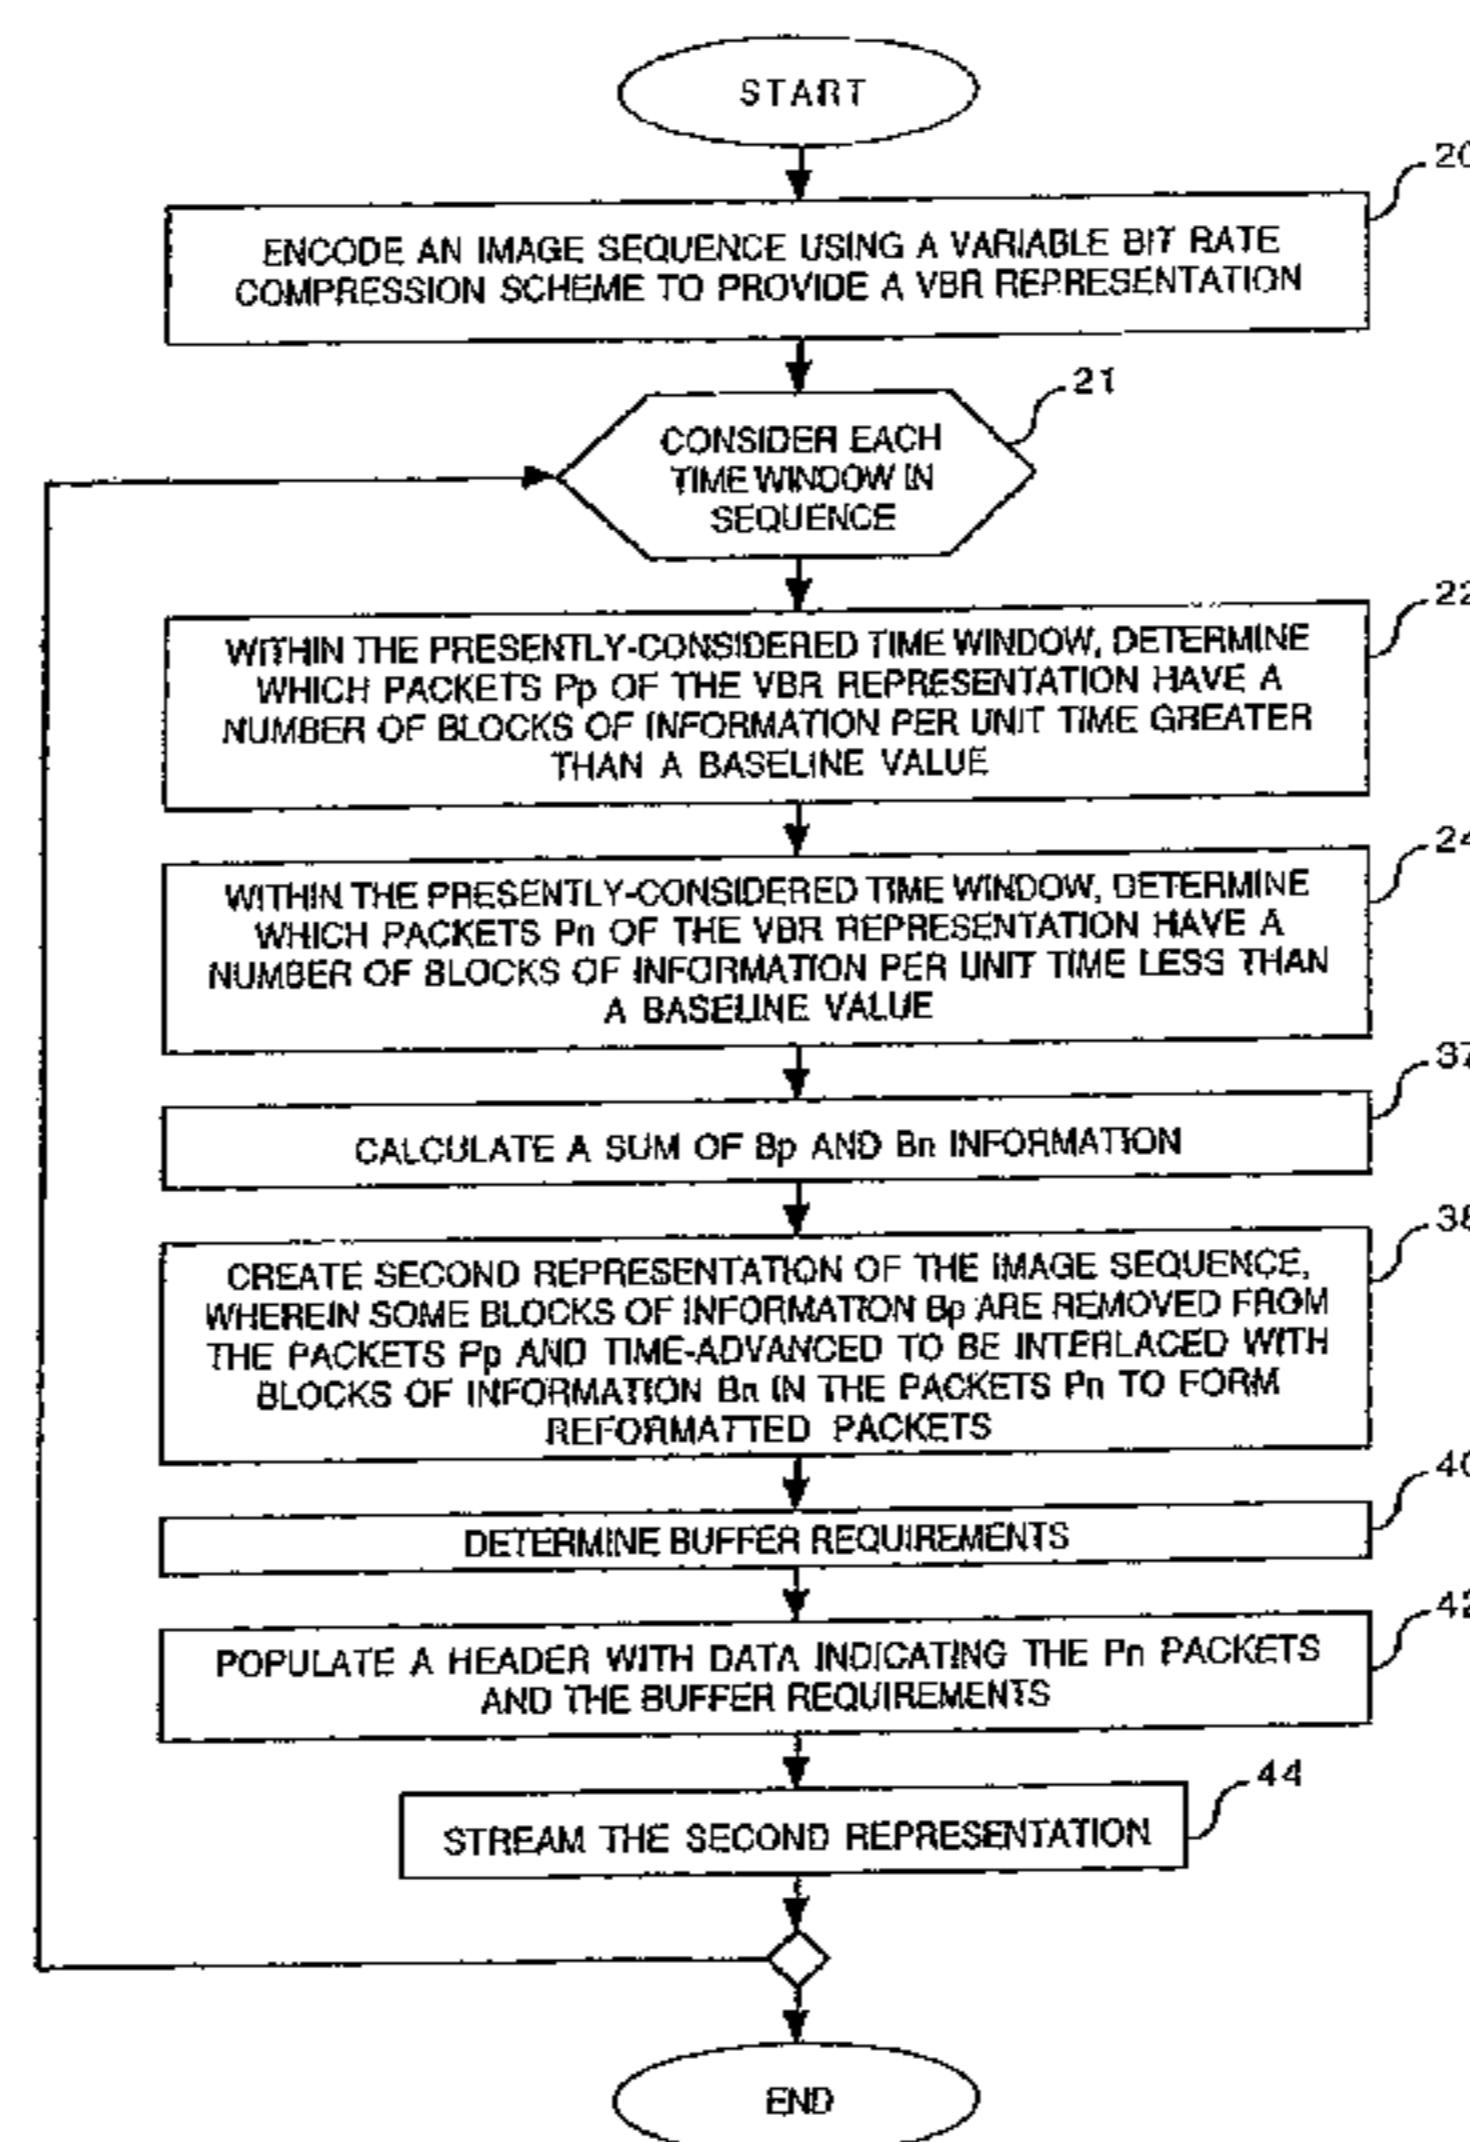 START
20
ENCODE AN IMAGE SEQUENCE USING A VARIABLE BIT RATE
COMPRESSION SCHEME TO PROVIDE A VBR REPRESENTATION
21
CONSIDER EACH
TIME WINDOW IN
SEQUENCE
22
WITHIN THE PRESENTLY-CONSIDERED TIME WINDOW, DETERMINE
WHICH PACKETS Pp OF THE VBR REPRESENTATION HAVE A
NUMBER OF BLOCKS OF INFORMATION PER UNIT TIME GREATER
THAN A BASELINE VALUE
24
WITHIN THE PRESENTLY-CONSIDERED TIME WINDOW, DETERMINE
WHICH PACKETS Pn OF THE VBR REPRESENTATION HAVE A
NUMBER OF BLOCKS OF INFORMATION PER UNIT TIME LESS THAN
A BASELINE VALUE
37
CALCULATE A SUM OF Bp AND Bn INFORMATION
38
CREATE SECOND REPRESENTATION OF THE IMAGE SEQUENCE,
WHEREIN SOME BLOCKS OF INFORMATION Bp ARE REMOVED FROM
THE PACKETS Pp AND TIME-ADVANCED TO BE INTERLACED WITH
BLOCKS OF INFORMATION Bn IN THE PACKETS Pn TO FORM
REFORMATTED PACKETS
40
DETERMINE BUFFER REQUIREMENTS
42
POPULATE A HEADER WITH DATA INDICATING THE Pn PACKETS
AND THE BUFFER REQUIREMENTS
44
STREAM THE SECOND REPRESENTATION
END